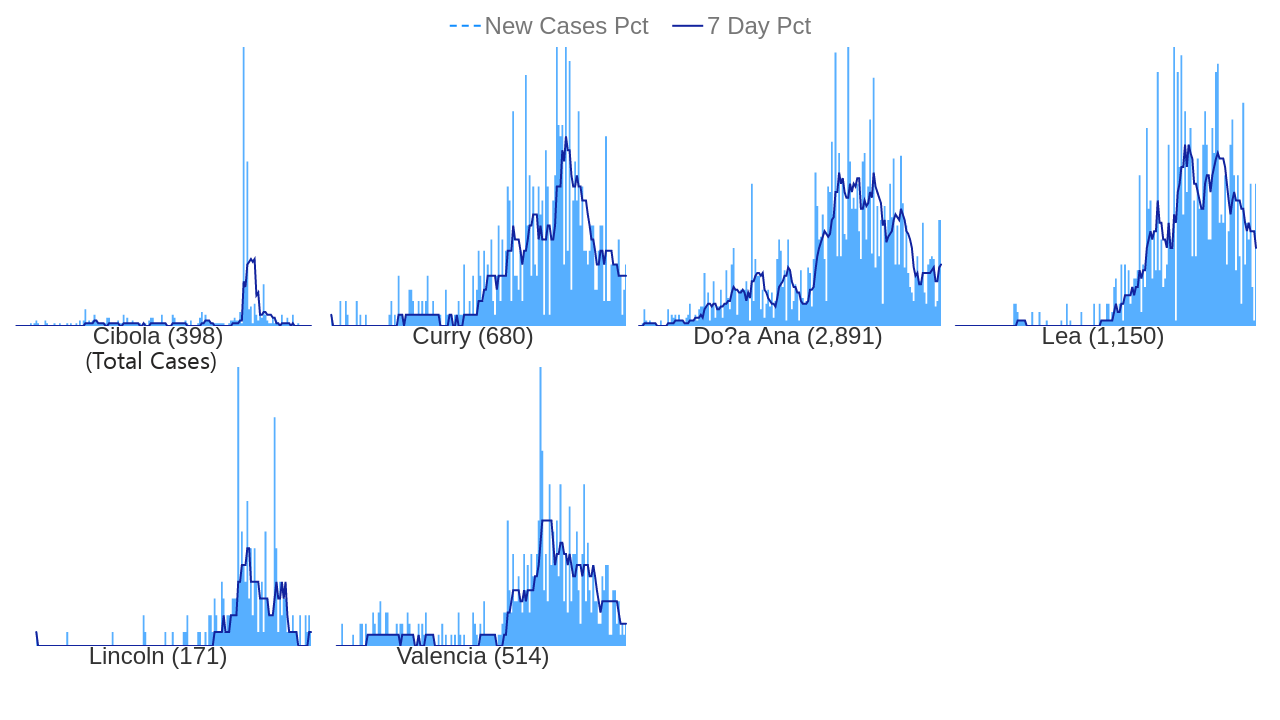 New Cases Pct 7 Day Pct
Cibola (398)
(Total Cases)
Curry (680)
Do?a Ana (2,891)
Lea (1,150)
Lincoln (171)
Valencia (514)